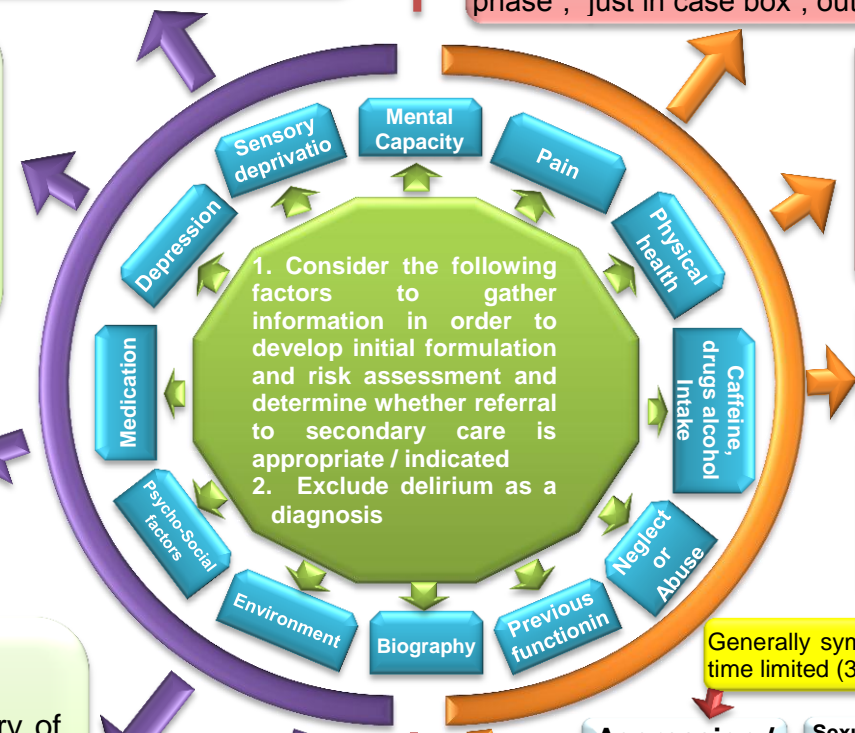 phase", "just in case box", out
Mental
Capacity
Sensory
deprivatio
Pain
Depression
Physical
health
1. Consider the following
factors to gather
information in order to
develop initial formulation
and risk assessment and
determine whether referral
to secondary care is
appropriate / indicated
2. Exclude delirium as a
diagnosis
Medication
Caffeine,
drugs alcohol
Intake
Psycho-Social
factors
Neglect
or
Abuse
Environment
Biography
Previous
functionin
Generally sym
time limited (3
ry of